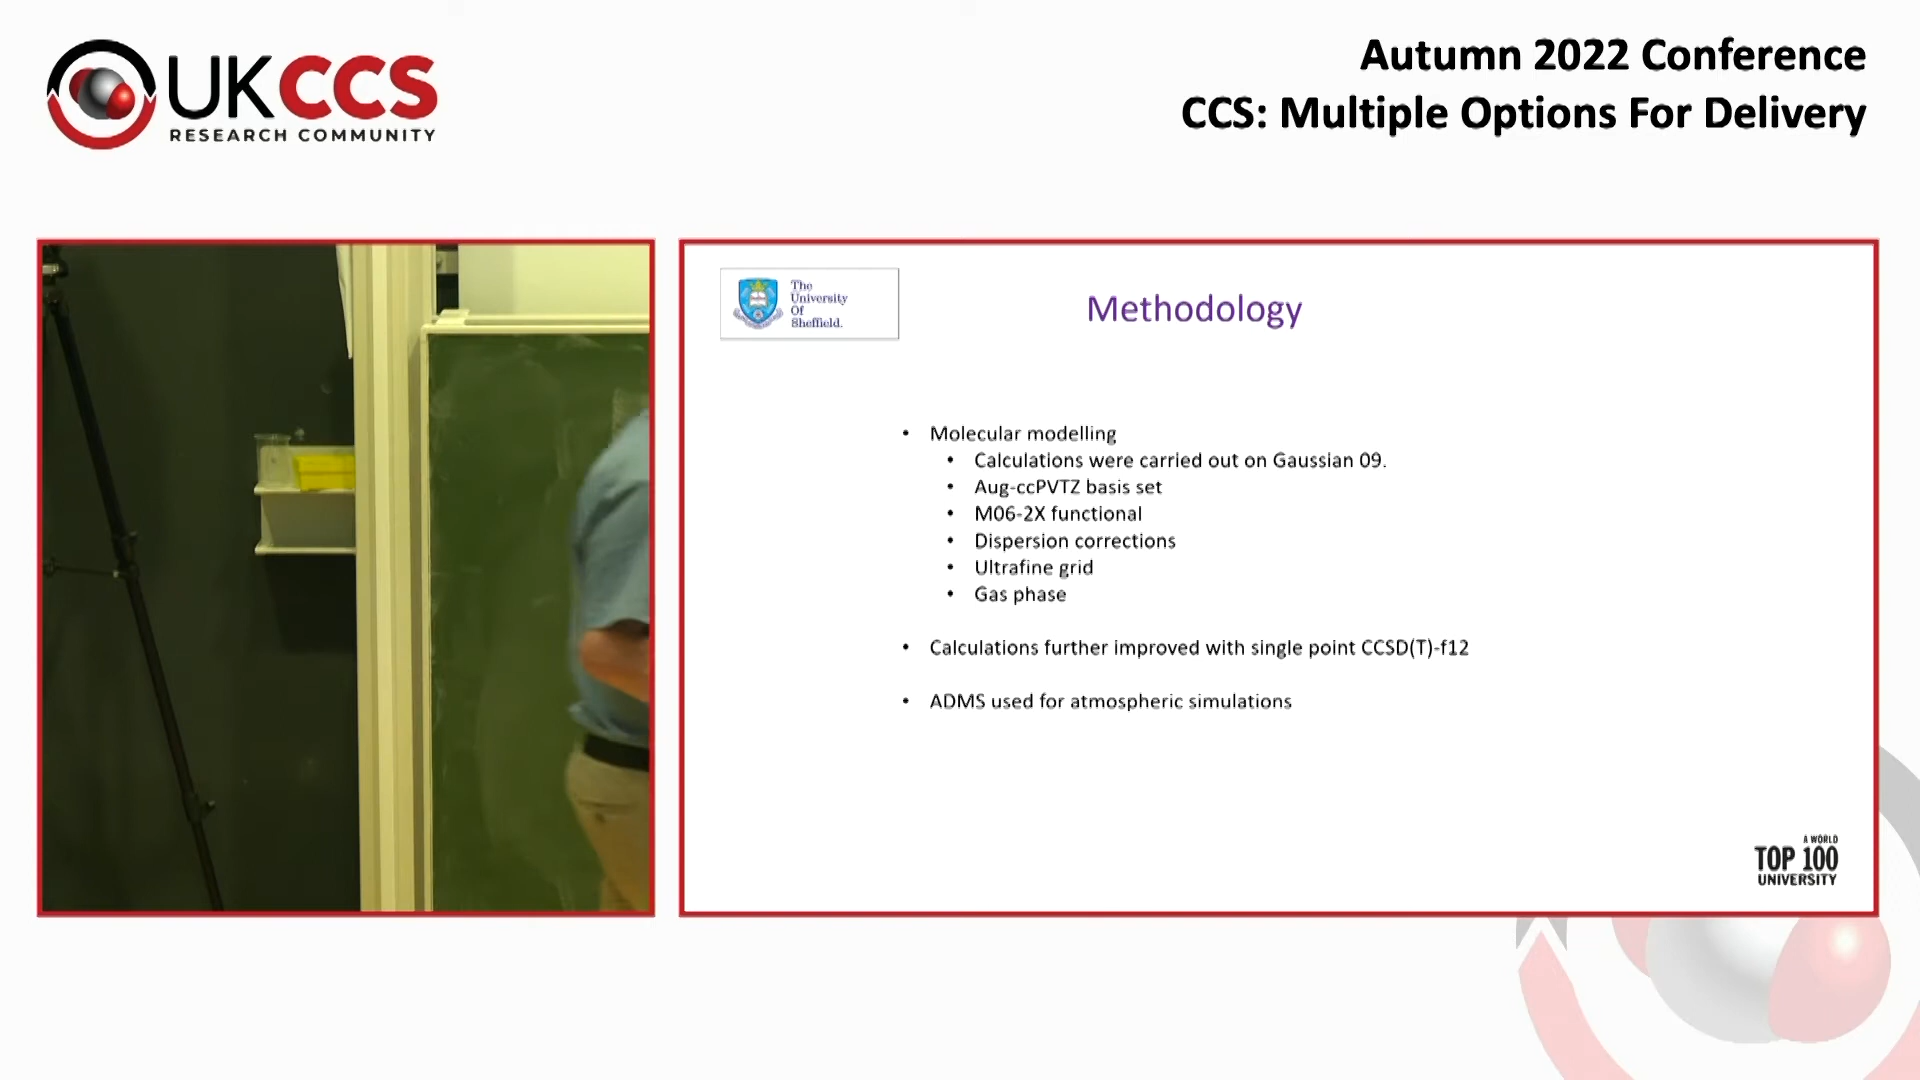 UKCCS
RESEARCH COMMUNITY
Autumn 2022 Conference
CCS: Multiple Options For Delivery
The
University
Of
Sheffield.
Methodology
• Molecular modelling
• Calculations were carried out on Gaussian 09.
• Aug-ccPVTZ basis set
• M06-2X functional
• Dispersion corrections
• Ultrafine grid
• Gas phase
• Calculations further improved with single point CCSD(T)-f12
• ADMS used for atmospheric simulations
A WORLD
TOP 100
UNIVERSITY